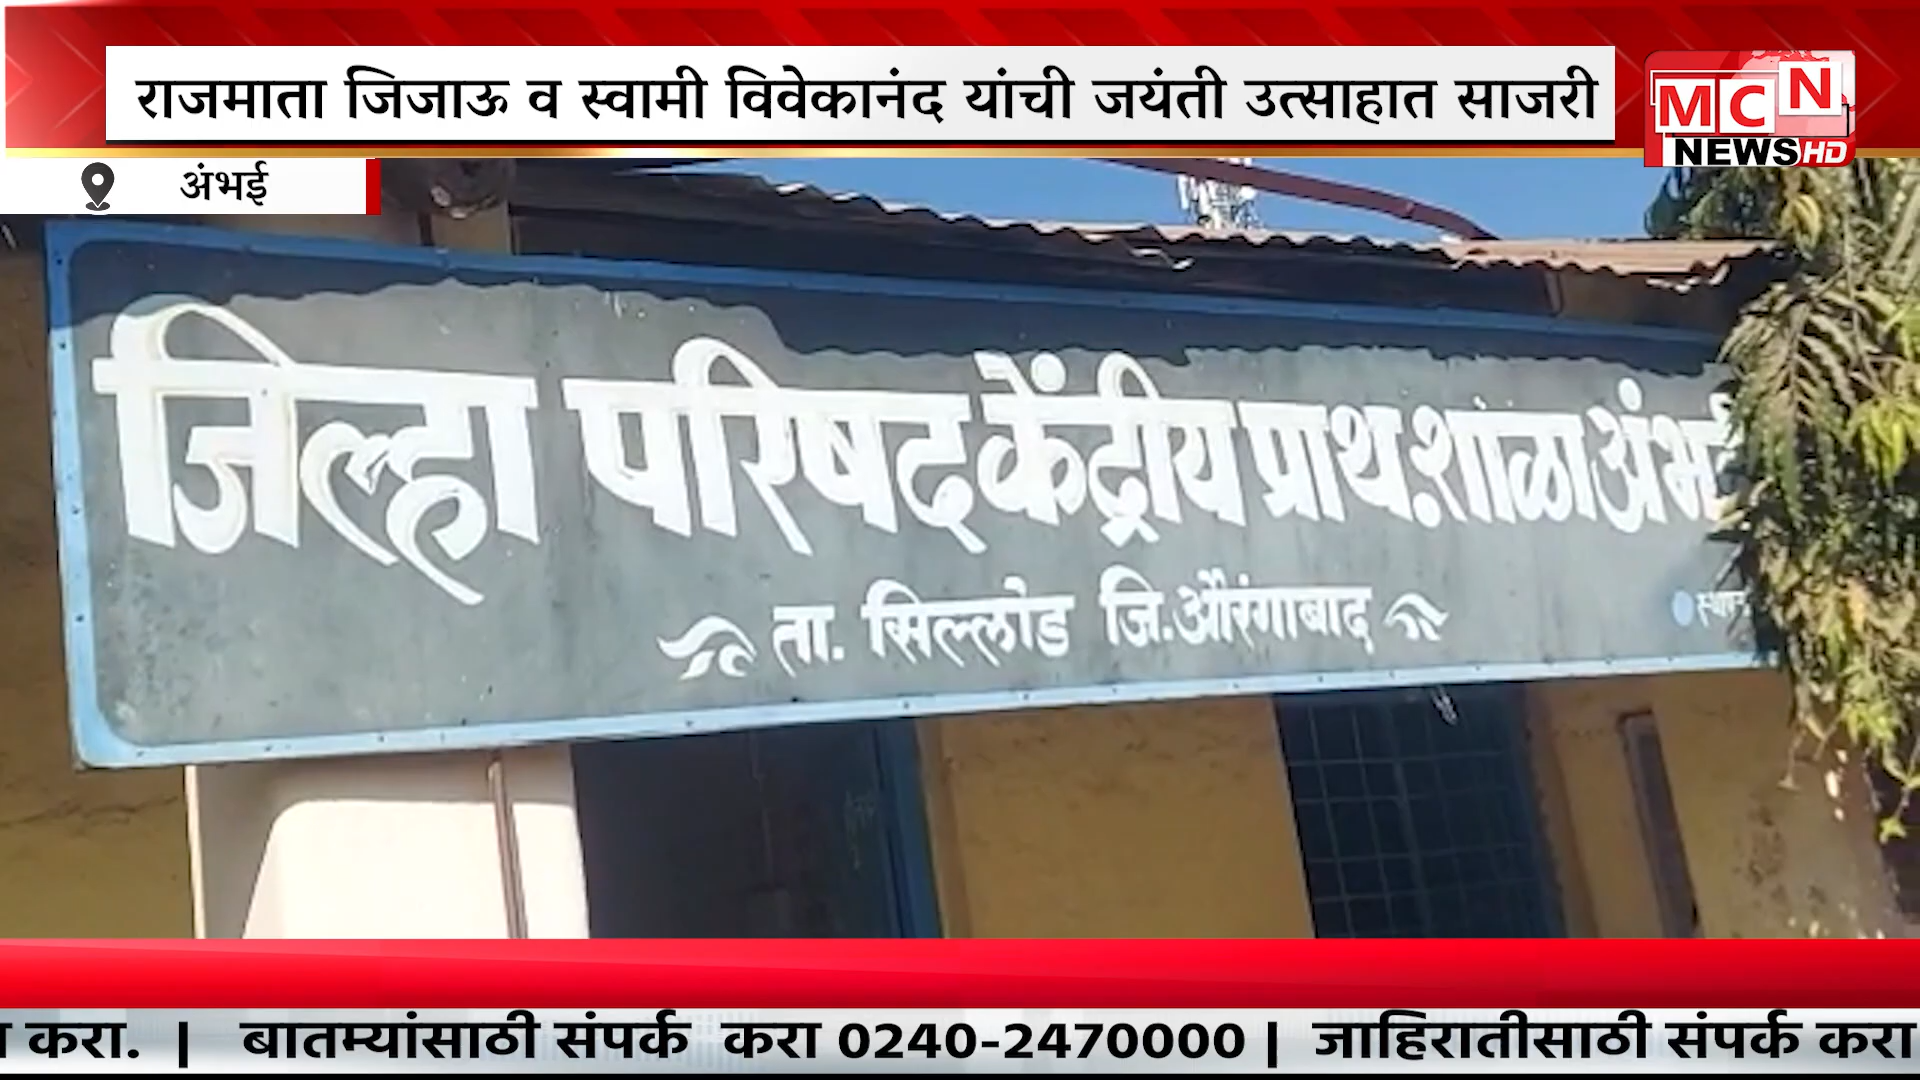 राजमाता जिजाऊ व स्वामी विवेकानंद यांची जयंती उत्साहात साजरी
MCN
NEWS HD
अंभई
जिल्हा परिषद केंद्रीय प्राथ. शाळा अंभई
ता. सिल्लोड जि. औरंगाबाद
करा. | बातम्यांसाठी संपर्क करा 0240-2470000 | जाहिरातीसाठी संपर्क करा